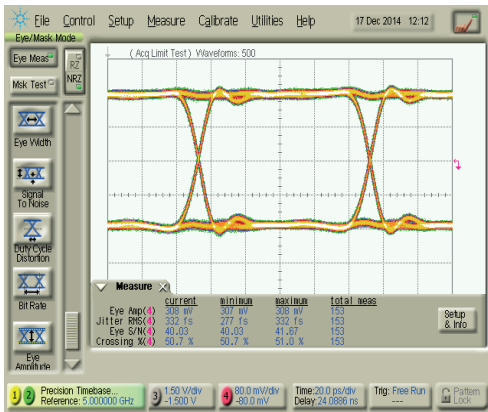 File Control Setup Measure Calibrate Utilities Help 17 Dec 2014 12:12
Eye/Mask Mode
Eye Meas
RZ
NRZ
Msk Test
( Acq Limit Test ) Waveforms: 500
Eye Width
Signal
To Noise
Duty Cycle
Distortion
Bit Rate
Eye
Amplitude
Measure
current minimum maximum total meas
Eye Amp(4) 308 mV 307 mV 308 mV 153
Jitter RMS(4) 332 fs 277 fs 332 fs 153
Eye S/N(4) 40.03 40.03 41.67 153
Crossing %(4) 50.7 % 50.7 % 51.0 % 153
Setup
& Info
1 2 Precision Timebase...
Reference: 5.000000 GHz
3 1.50 V/div
-1.500 V
4 80.0 mV/div
-80.0 mV
Time:20.0 ps/div
Delay:24.0886 ns
Trig: Free Run
---
Pattern
Lock